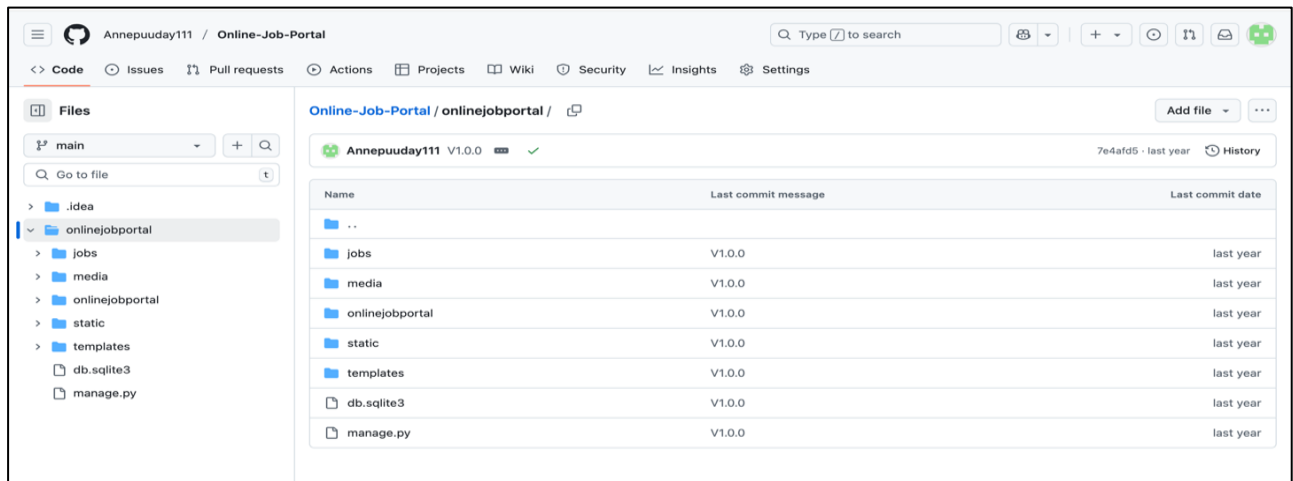 Annepuuday111 / Online-Job-Portal
Type / to search
Code Issues Pull requests Actions Projects Wiki Security Insights Settings
Files
main
Go to file t
.idea
onlinejobportal
jobs
media
onlinejobportal
static
templates
db.sqlite3
manage.py
Online-Job-Portal / onlinejobportal /
Add file
Annepuuday111 V1.0.0
7e4afd5 · last year History
Name Last commit message Last commit date
..
jobs V1.0.0 last year
media V1.0.0 last year
onlinejobportal V1.0.0 last year
static V1.0.0 last year
templates V1.0.0 last year
db.sqlite3 V1.0.0 last year
manage.py V1.0.0 last year